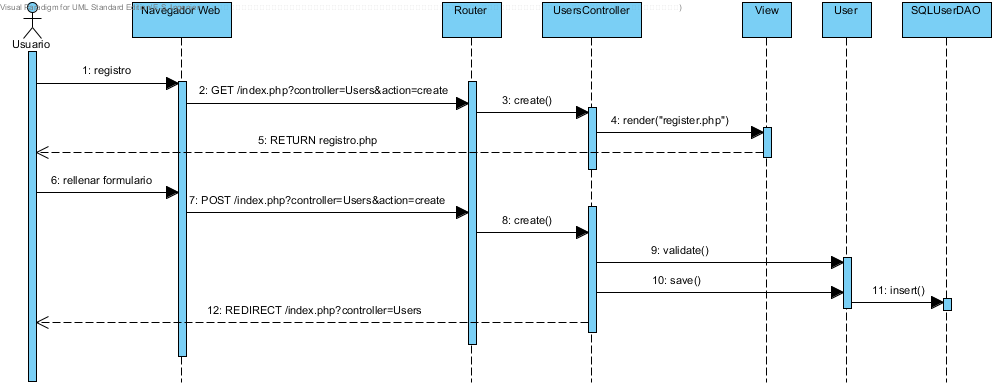 Visual Paradigm for UML Standard
Usuario
Navegador Web
Router
UsersController
View
User
SQLUserDAO
1: registro
2: GET /index.php?controller=Users&action=create
3: create()
4: render("register.php")
5: RETURN registro.php
6: rellenar formulario
7: POST /index.php?controller=Users&action=create
8: create()
9: validate()
10: save()
11: insert()
12: REDIRECT /index.php?controller=Users